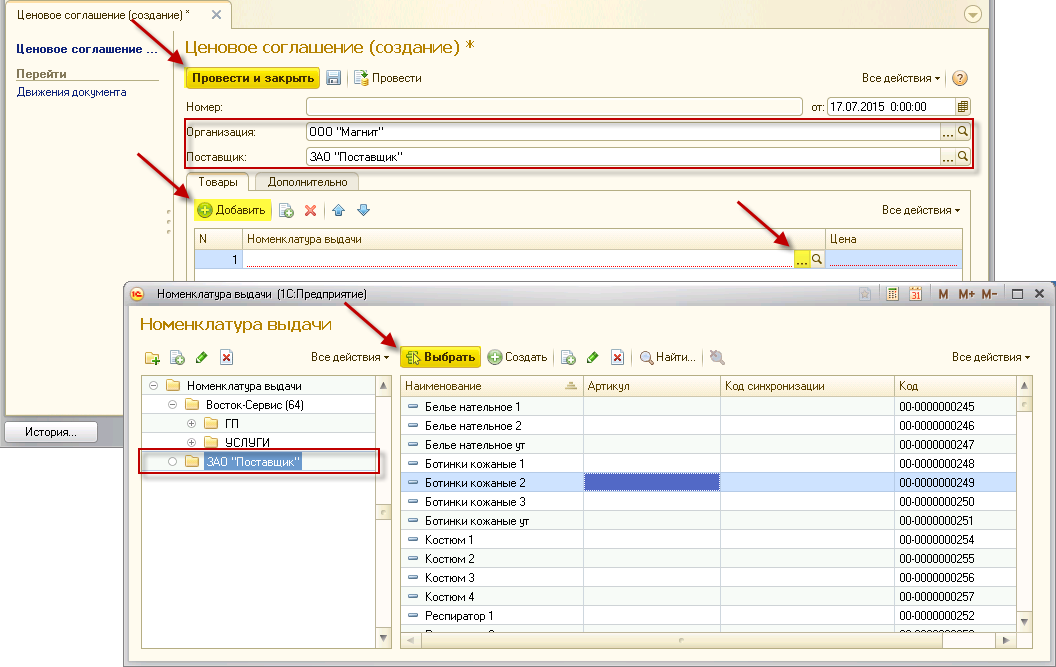 Ценовое соглашение (создание) *
Ценовое соглашение ...
Перейти
Движения документа
Ценовое соглашение (создание) *
Провести и закрыть
Провести
Все действия
?
Номер:
от: 17.07.2015 0:00:00
Организация: ООО "Магнит" ...
Поставщик: ЗАО "Поставщик" ...
Товары Дополнительно
Добавить
Все действия
N Номенклатура выдачи Цена
1 ...
История...
1С Номенклатура выдачи (1С:Предприятие) 31 M M+ M-
Номенклатура выдачи
Все действия
Выбрать Создать Найти... Все действия
Номенклатура выдачи
Восток-Сервис (64)
ГП
УСЛУГИ
ЗАО "Поставщик"
Наименование Артикул Код синхронизации Код
Белье нательное 1 00-0000000245
Белье нательное 2 00-0000000246
Белье нательное ут 00-0000000247
Ботинки кожаные 1 00-0000000248
Ботинки кожаные 2 00-0000000249
Ботинки кожаные 3 00-0000000250
Ботинки кожаные ут 00-0000000251
Костюм 1 00-0000000254
Костюм 2 00-0000000255
Костюм 3 00-0000000256
Костюм 4 00-0000000257
Респиратор 1 00-0000000252